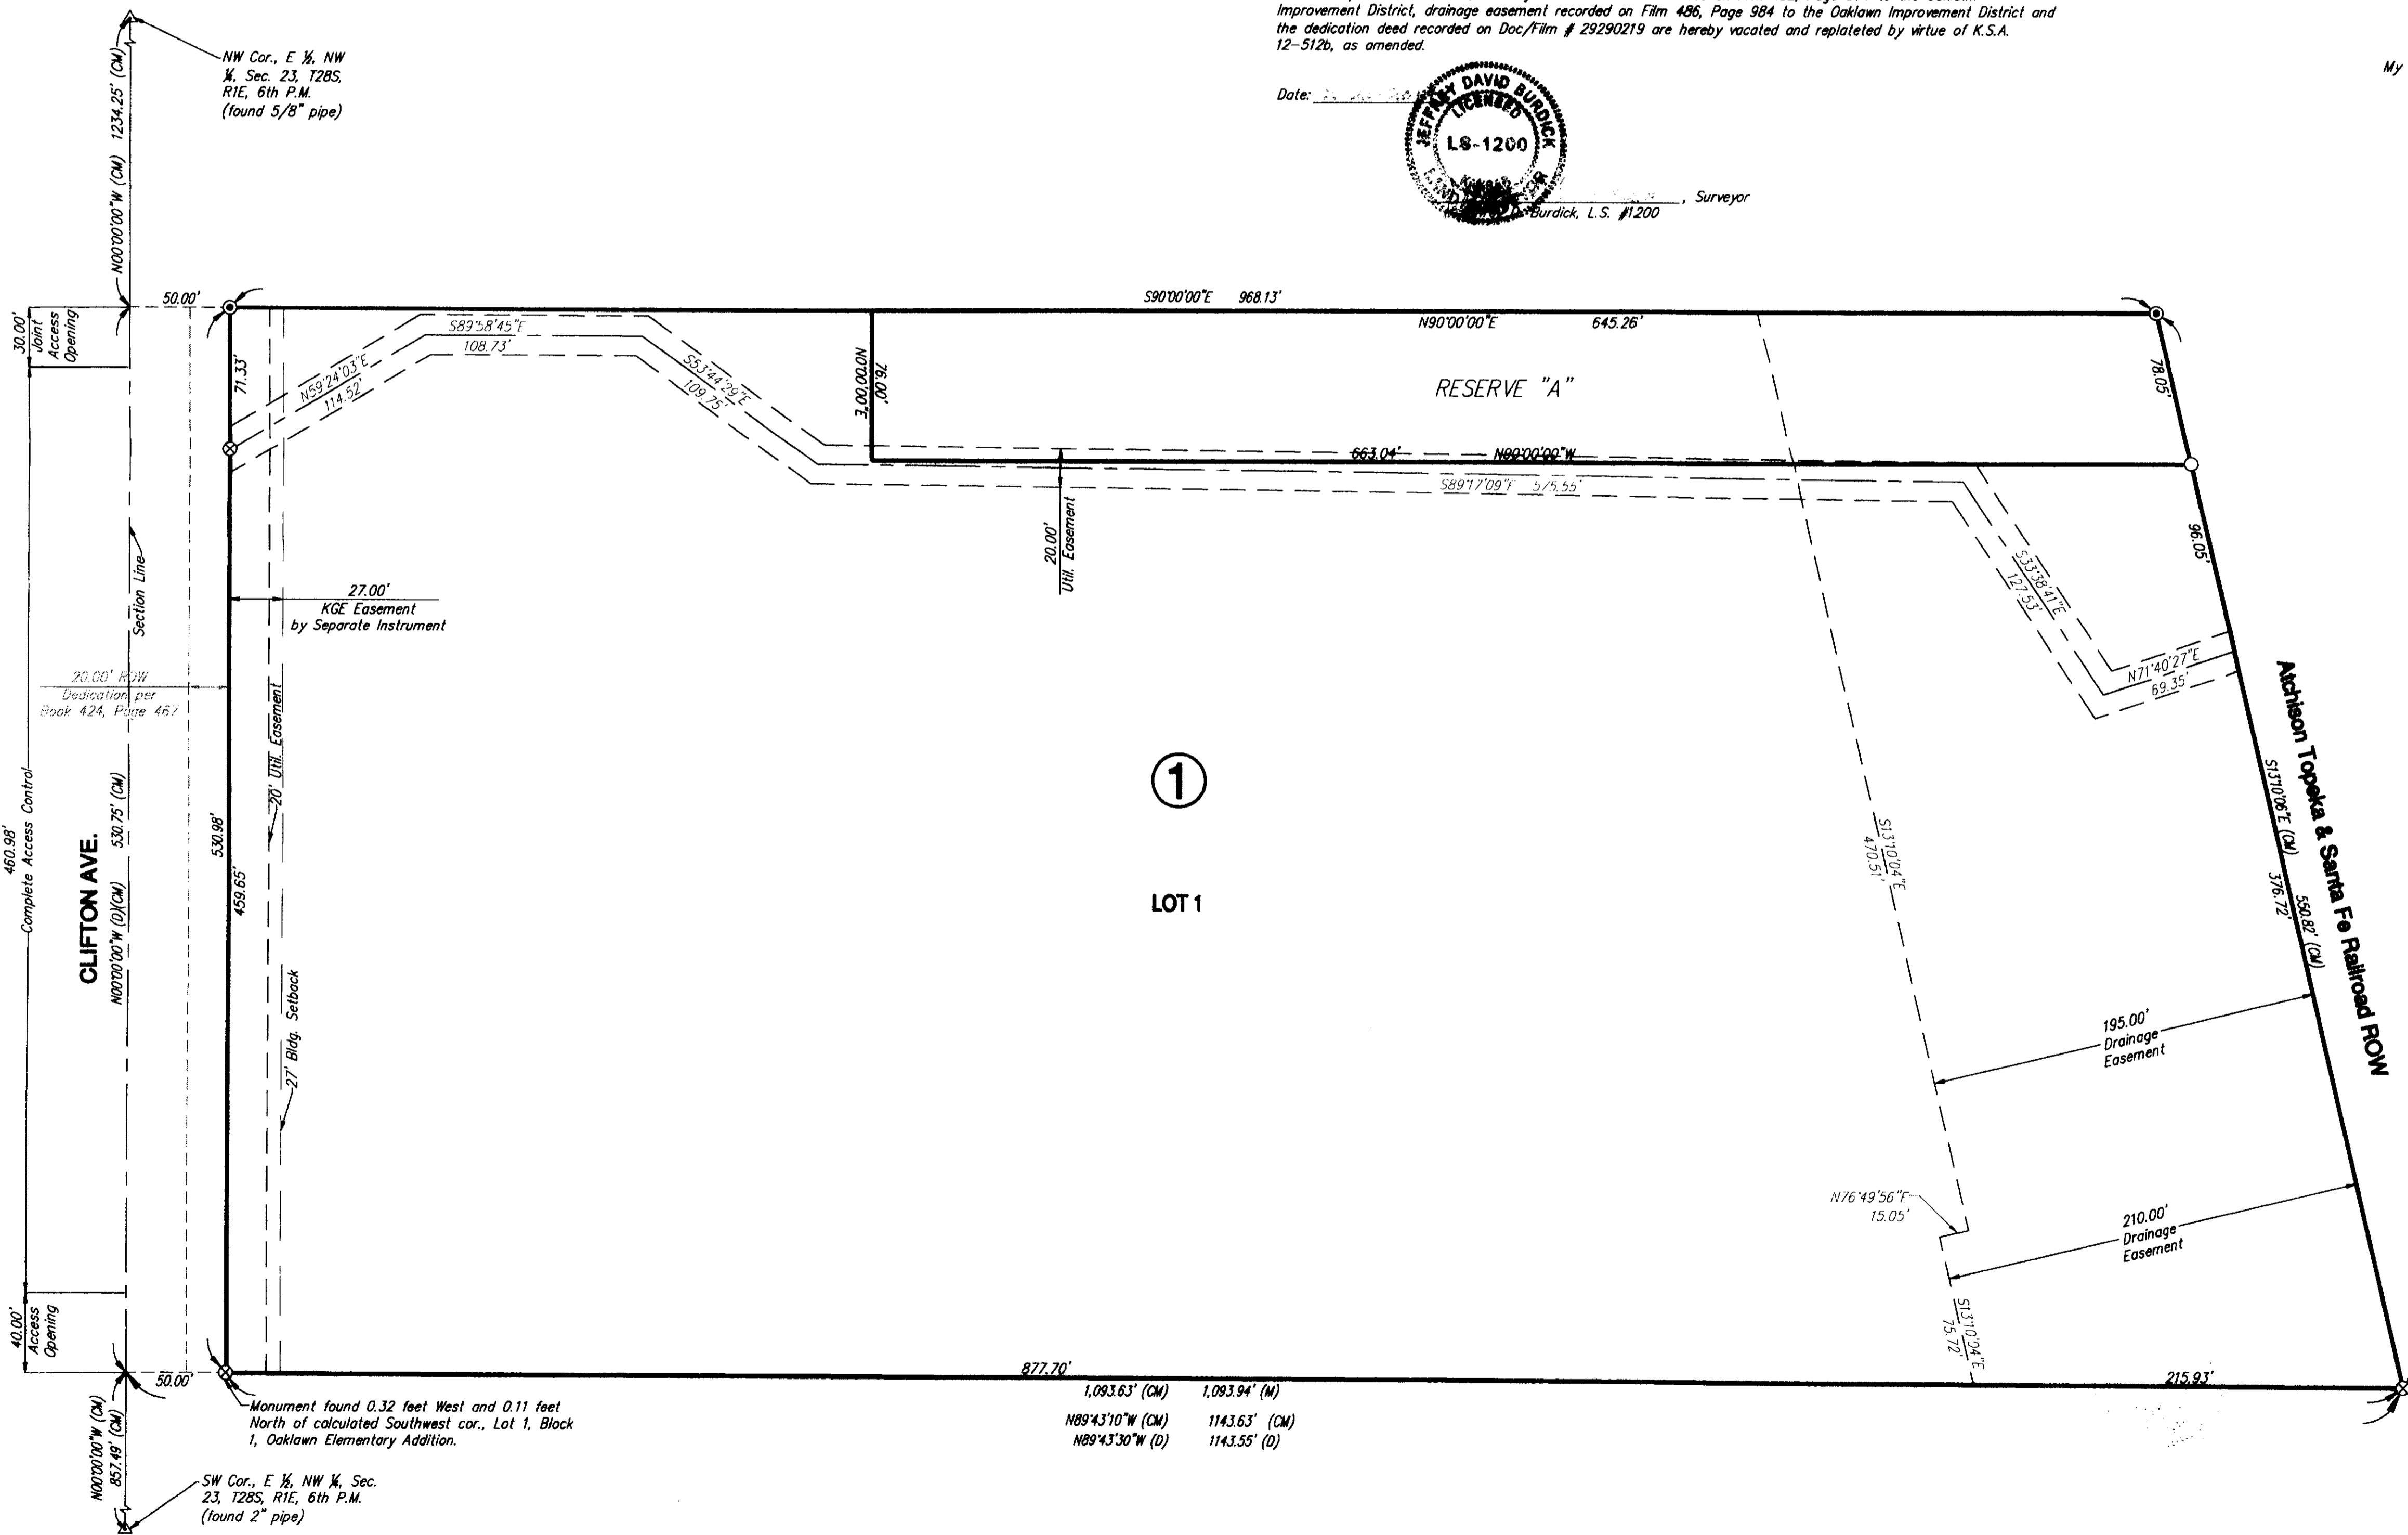 Improvement District, drainage easement recorded on Film 486, Page 984 to the Oaklawn Improvement District and
the dedication deed recorded on Doc/Film # 29290219 are hereby vacated and replateted by virtue of K.S.A.
12-512b, as amended.
My
Date:
JEFFREY DAVID BURDICK
LICENSED
LS-1200
LAND SURVEYOR
Burdick, L.S. #1200
, Surveyor
NW Cor., E ½, NW
¼, Sec. 23, T28S,
R1E, 6th P.M.
(found 5/8" pipe)
N00°00'00"W (CM) 1234.25' (CM)
50.00'
30.00'
Joint
Access
Opening
S90°00'00"E 968.13'
N90°00'00"E 645.26'
71.33'
N59°24'03"E
114.52'
S89°58'45"E
108.73'
S53°44'29"E
109.75'
N00°00'00"E
76.00'
RESERVE "A"
78.05'
663.04' N90°00'00"W
S89°17'09"E 575.55'
20.00'
Util. Easement
96.05'
S33°38'41"E
127.53'
N71°40'27"E
69.35'
Section Line
27.00'
KGE Easement
by Separate Instrument
20.00' ROW
Dedication per
Book 424, Page 467
20' Util. Easement
460.98'
Complete Access Control
CLIFTON AVE.
N00°00'00"W (D)(CM) 530.75' (CM)
530.98'
459.65'
27' Bldg. Setback
1
LOT 1
S13°10'04"E
470.51'
Atchison Topeka & Santa Fe Railroad ROW
S13°10'06"E (CM) 550.82' (CM)
376.72'
195.00'
Drainage
Easement
N76°49'56"E
15.05'
210.00'
Drainage
Easement
S13°10'04"E
75.72'
40.00'
Access
Opening
50.00'
877.70'
215.93'
1,093.63' (CM) 1,093.94' (M)
N89°43'10"W (CM) 1143.63' (CM)
N89°43'30"W (D) 1143.55' (D)
Monument found 0.32 feet West and 0.11 feet
North of calculated Southwest cor., Lot 1, Block
1, Oaklawn Elementary Addition.
N00°00'00"W (CM)
857.49' (CM)
SW Cor., E ½, NW ¼, Sec.
23, T28S, R1E, 6th P.M.
(found 2" pipe)